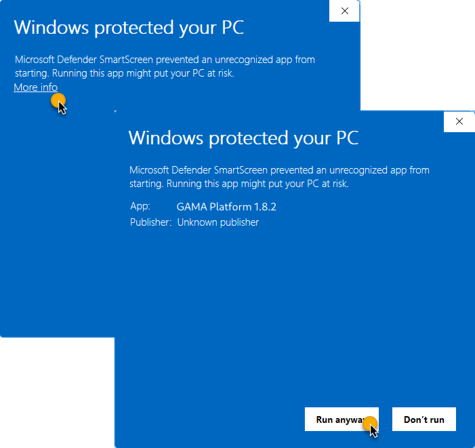 Windows protected your PC
Microsoft Defender SmartScreen prevented an unrecognized app from
starting. Running this app might put your PC at risk.
More info
Windows protected your PC
Microsoft Defender SmartScreen prevented an unrecognized app from
starting. Running this app might put your PC at risk.
App: GAMA Platform 1.8.2
Publisher: Unknown publisher
Run anyway Don't run